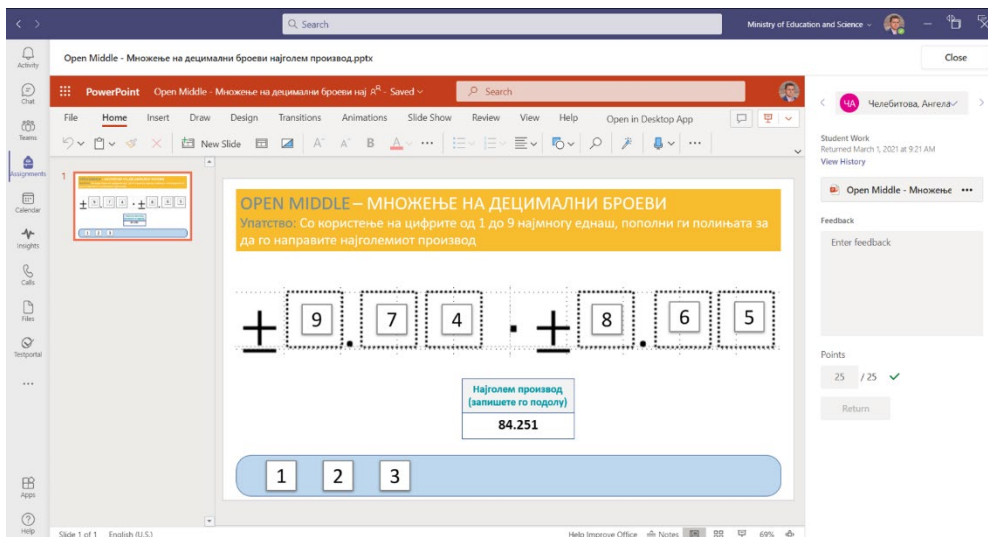 Search
Ministry of Education and Science
Open Middle - Множење на децимални броеви најголем производ.pptx
Close
Activity
Chat
Teams
Assignments
Calendar
Insights
Calls
Files
Testportal
Apps
Help
PowerPoint Open Middle - Множење на децимални броеви нај - Saved
Search
File Home Insert Draw Design Transitions Animations Slide Show Review View Help Open in Desktop App
New Slide
1
OPEN MIDDLE – МНОЖЕЊЕ НА ДЕЦИМАЛНИ БРОЕВИ
Упатство: Со користење на цифрите од 1 до 9 најмногу еднаш, пополни ги полињата за
да го направите најголемиот производ
± 9 . 7 4 · ± 8 . 6 5
Најголем производ
(запишете го подолу)
84.251
1 2 3
Slide 1 of 1 English (U.S.) Help Improve Office Notes 69%
ЧА Челебитова, Ангела
Student Work
Returned March 1, 2021 at 9:21 AM
View History
Open Middle - Множење
Feedback
Enter feedback
Points
25 / 25
Return